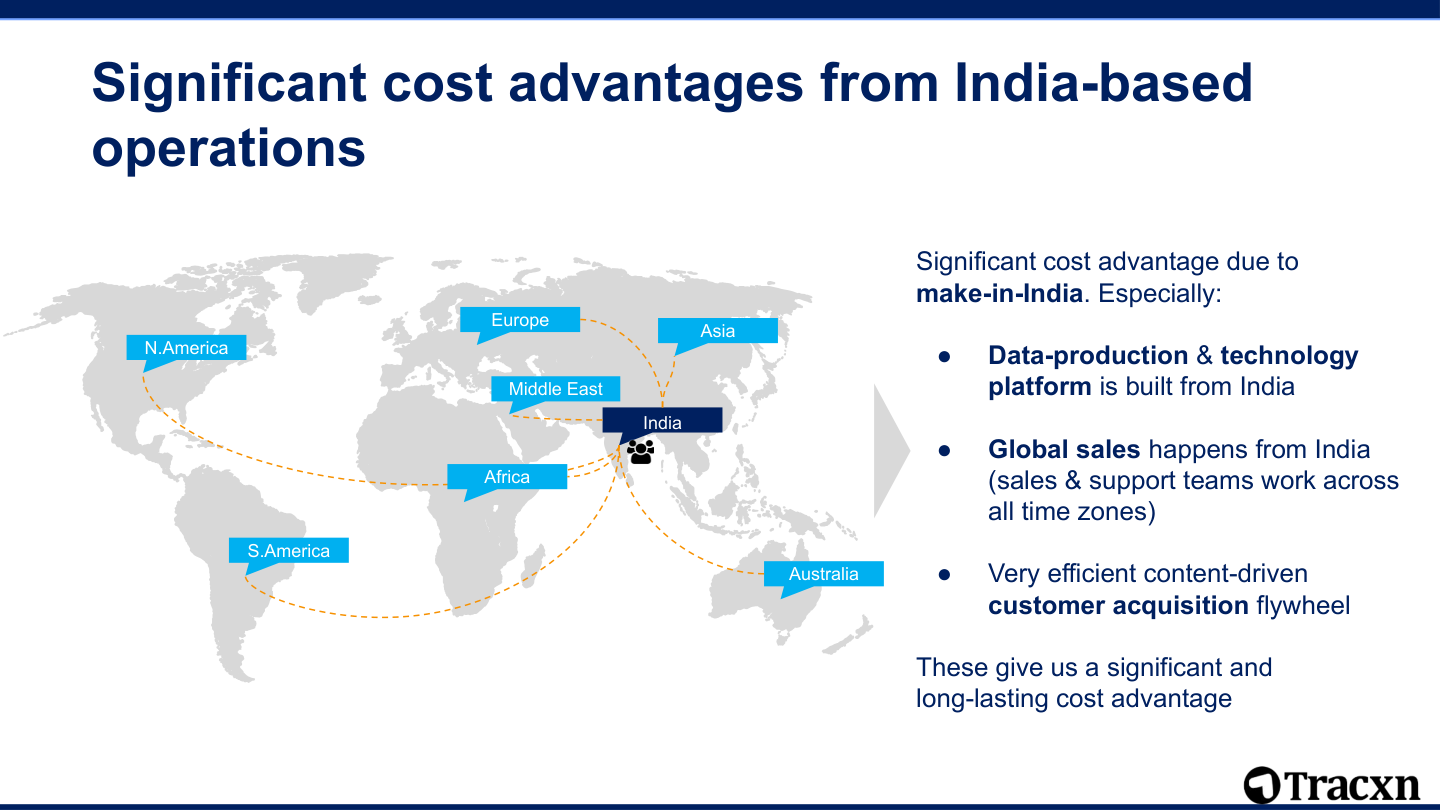 Significant cost advantages from India-based
operations
N.America
Europe
Asia
Middle East
India
Africa
S.America
Australia
Significant cost advantage due to
make-in-India. Especially:
● Data-production & technology
platform is built from India
● Global sales happens from India
(sales & support teams work across
all time zones)
● Very efficient content-driven
customer acquisition flywheel
These give us a significant and
long-lasting cost advantage
Tracxn